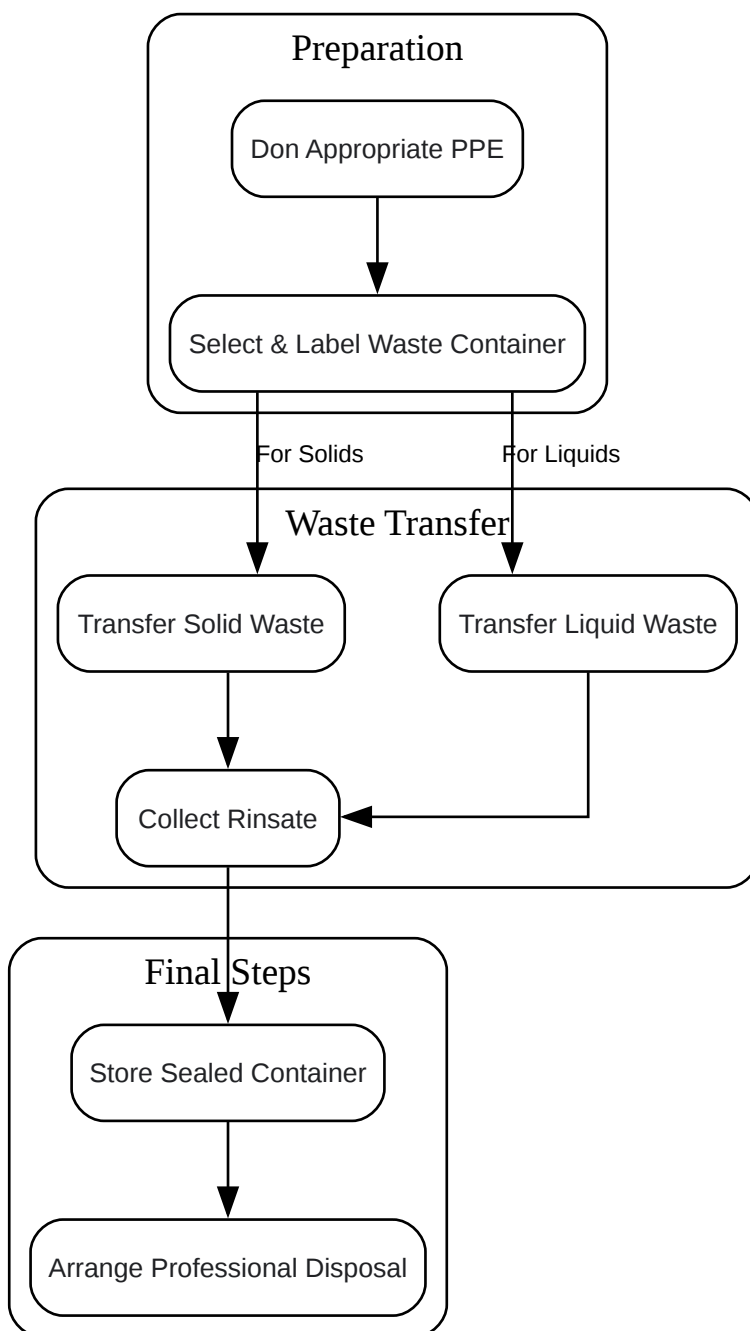 Preparation
Don Appropriate PPE
Select & Label Waste Container
For Solids
For Liquids
Waste Transfer
Transfer Solid Waste
Transfer Liquid Waste
Collect Rinsate
Final Steps
Store Sealed Container
Arrange Professional Disposal